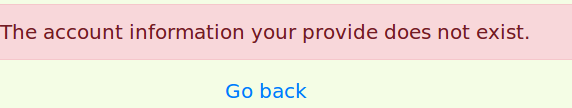 The account information your provide does not exist.
Go back